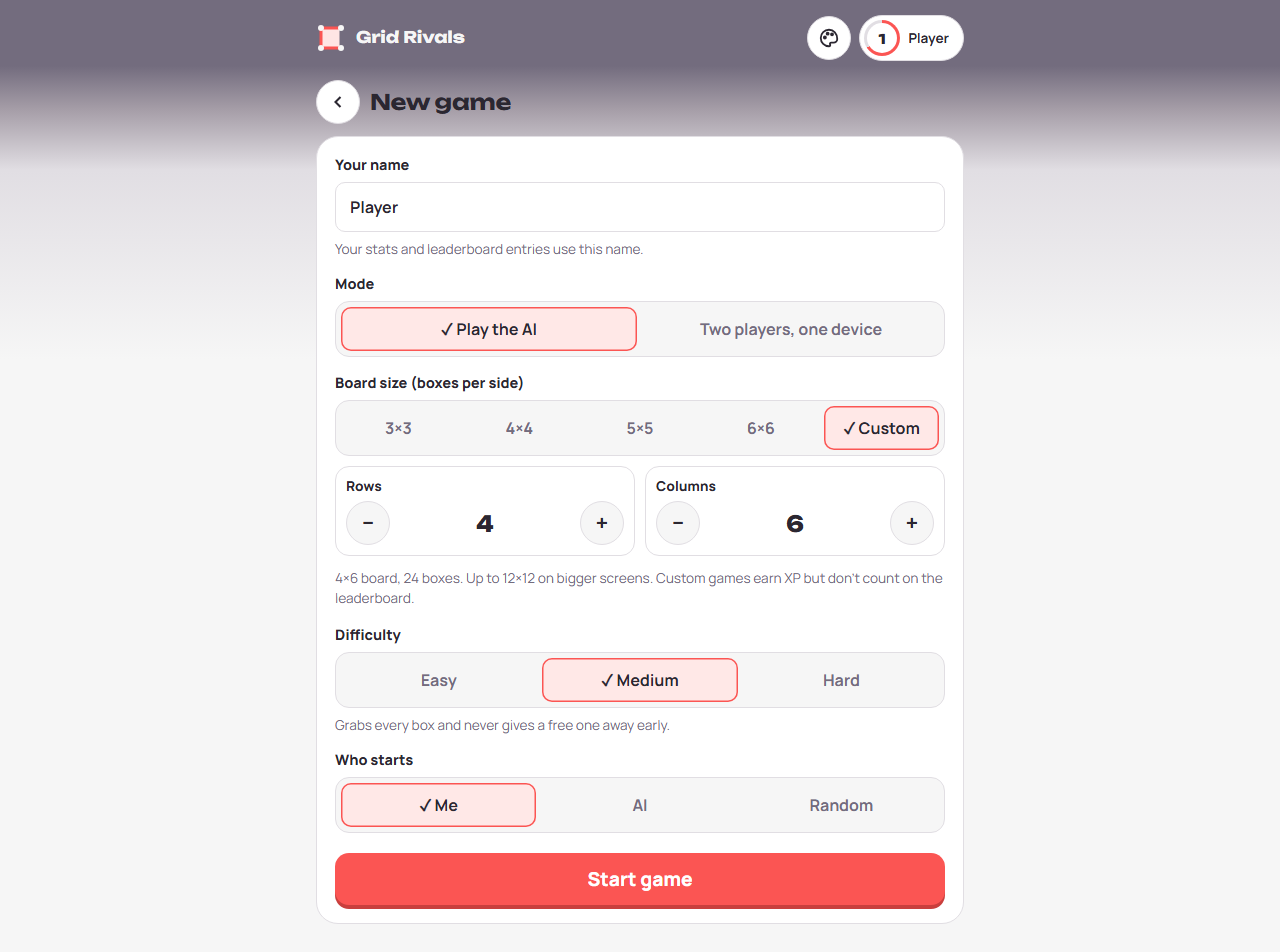 Grid Rivals
1 Player
New game
Your name
Player
Your stats and leaderboard entries use this name.
Mode
✓ Play the AI
Two players, one device
Board size (boxes per side)
3×3 4×4 5×5 6×6 ✓ Custom
Rows
− 4 +
Columns
− 6 +
4×6 board, 24 boxes. Up to 12×12 on bigger screens. Custom games earn XP but don't count on the
leaderboard.
Difficulty
Easy ✓ Medium Hard
Grabs every box and never gives a free one away early.
Who starts
✓ Me AI Random
Start game